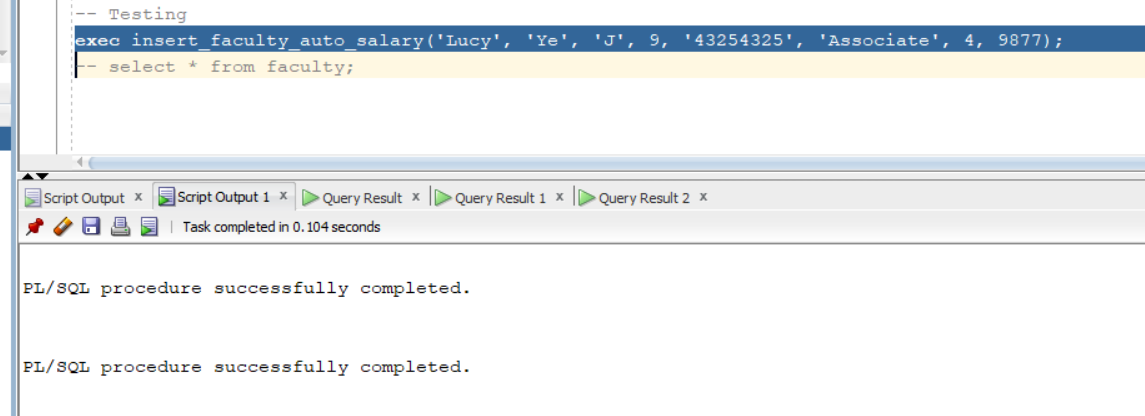 -- Testing
exec insert_faculty_auto_salary('Lucy', 'Ye', 'J', 9, '43254325', 'Associate', 4, 9877);
-- select * from faculty;
Script Output x Script Output 1 x Query Result x Query Result 1 x Query Result 2 x
Task completed in 0.104 seconds
PL/SQL procedure successfully completed.
PL/SQL procedure successfully completed.